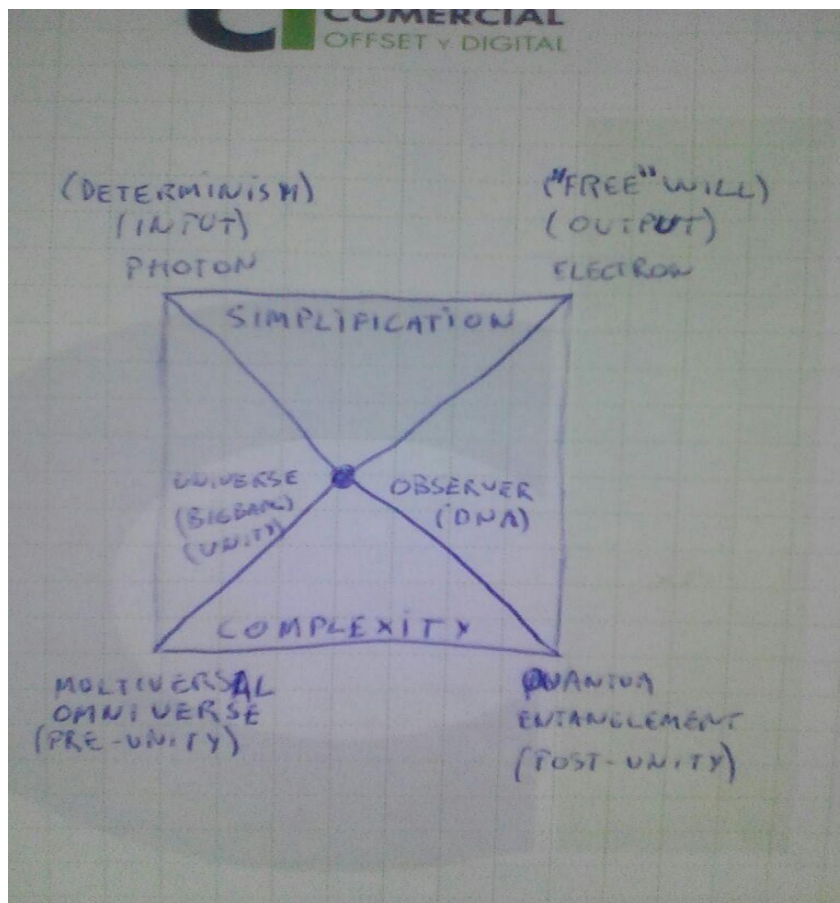 COMERCIAL
OFFSET Y DIGITAL
(DETERMINISM)
(INPUT)
PHOTON
("FREE" WILL)
(OUTPUT)
ELECTRON
SIMPLIFICATION
UNIVERSE
(BIGBANG)
(UNITY)
OBSERVER
(DNA)
COMPLEXITY
MULTIVERSAL
OMNIVERSE
(PRE-UNITY)
QUANTUM
ENTANGLEMENT
(POST-UNITY)